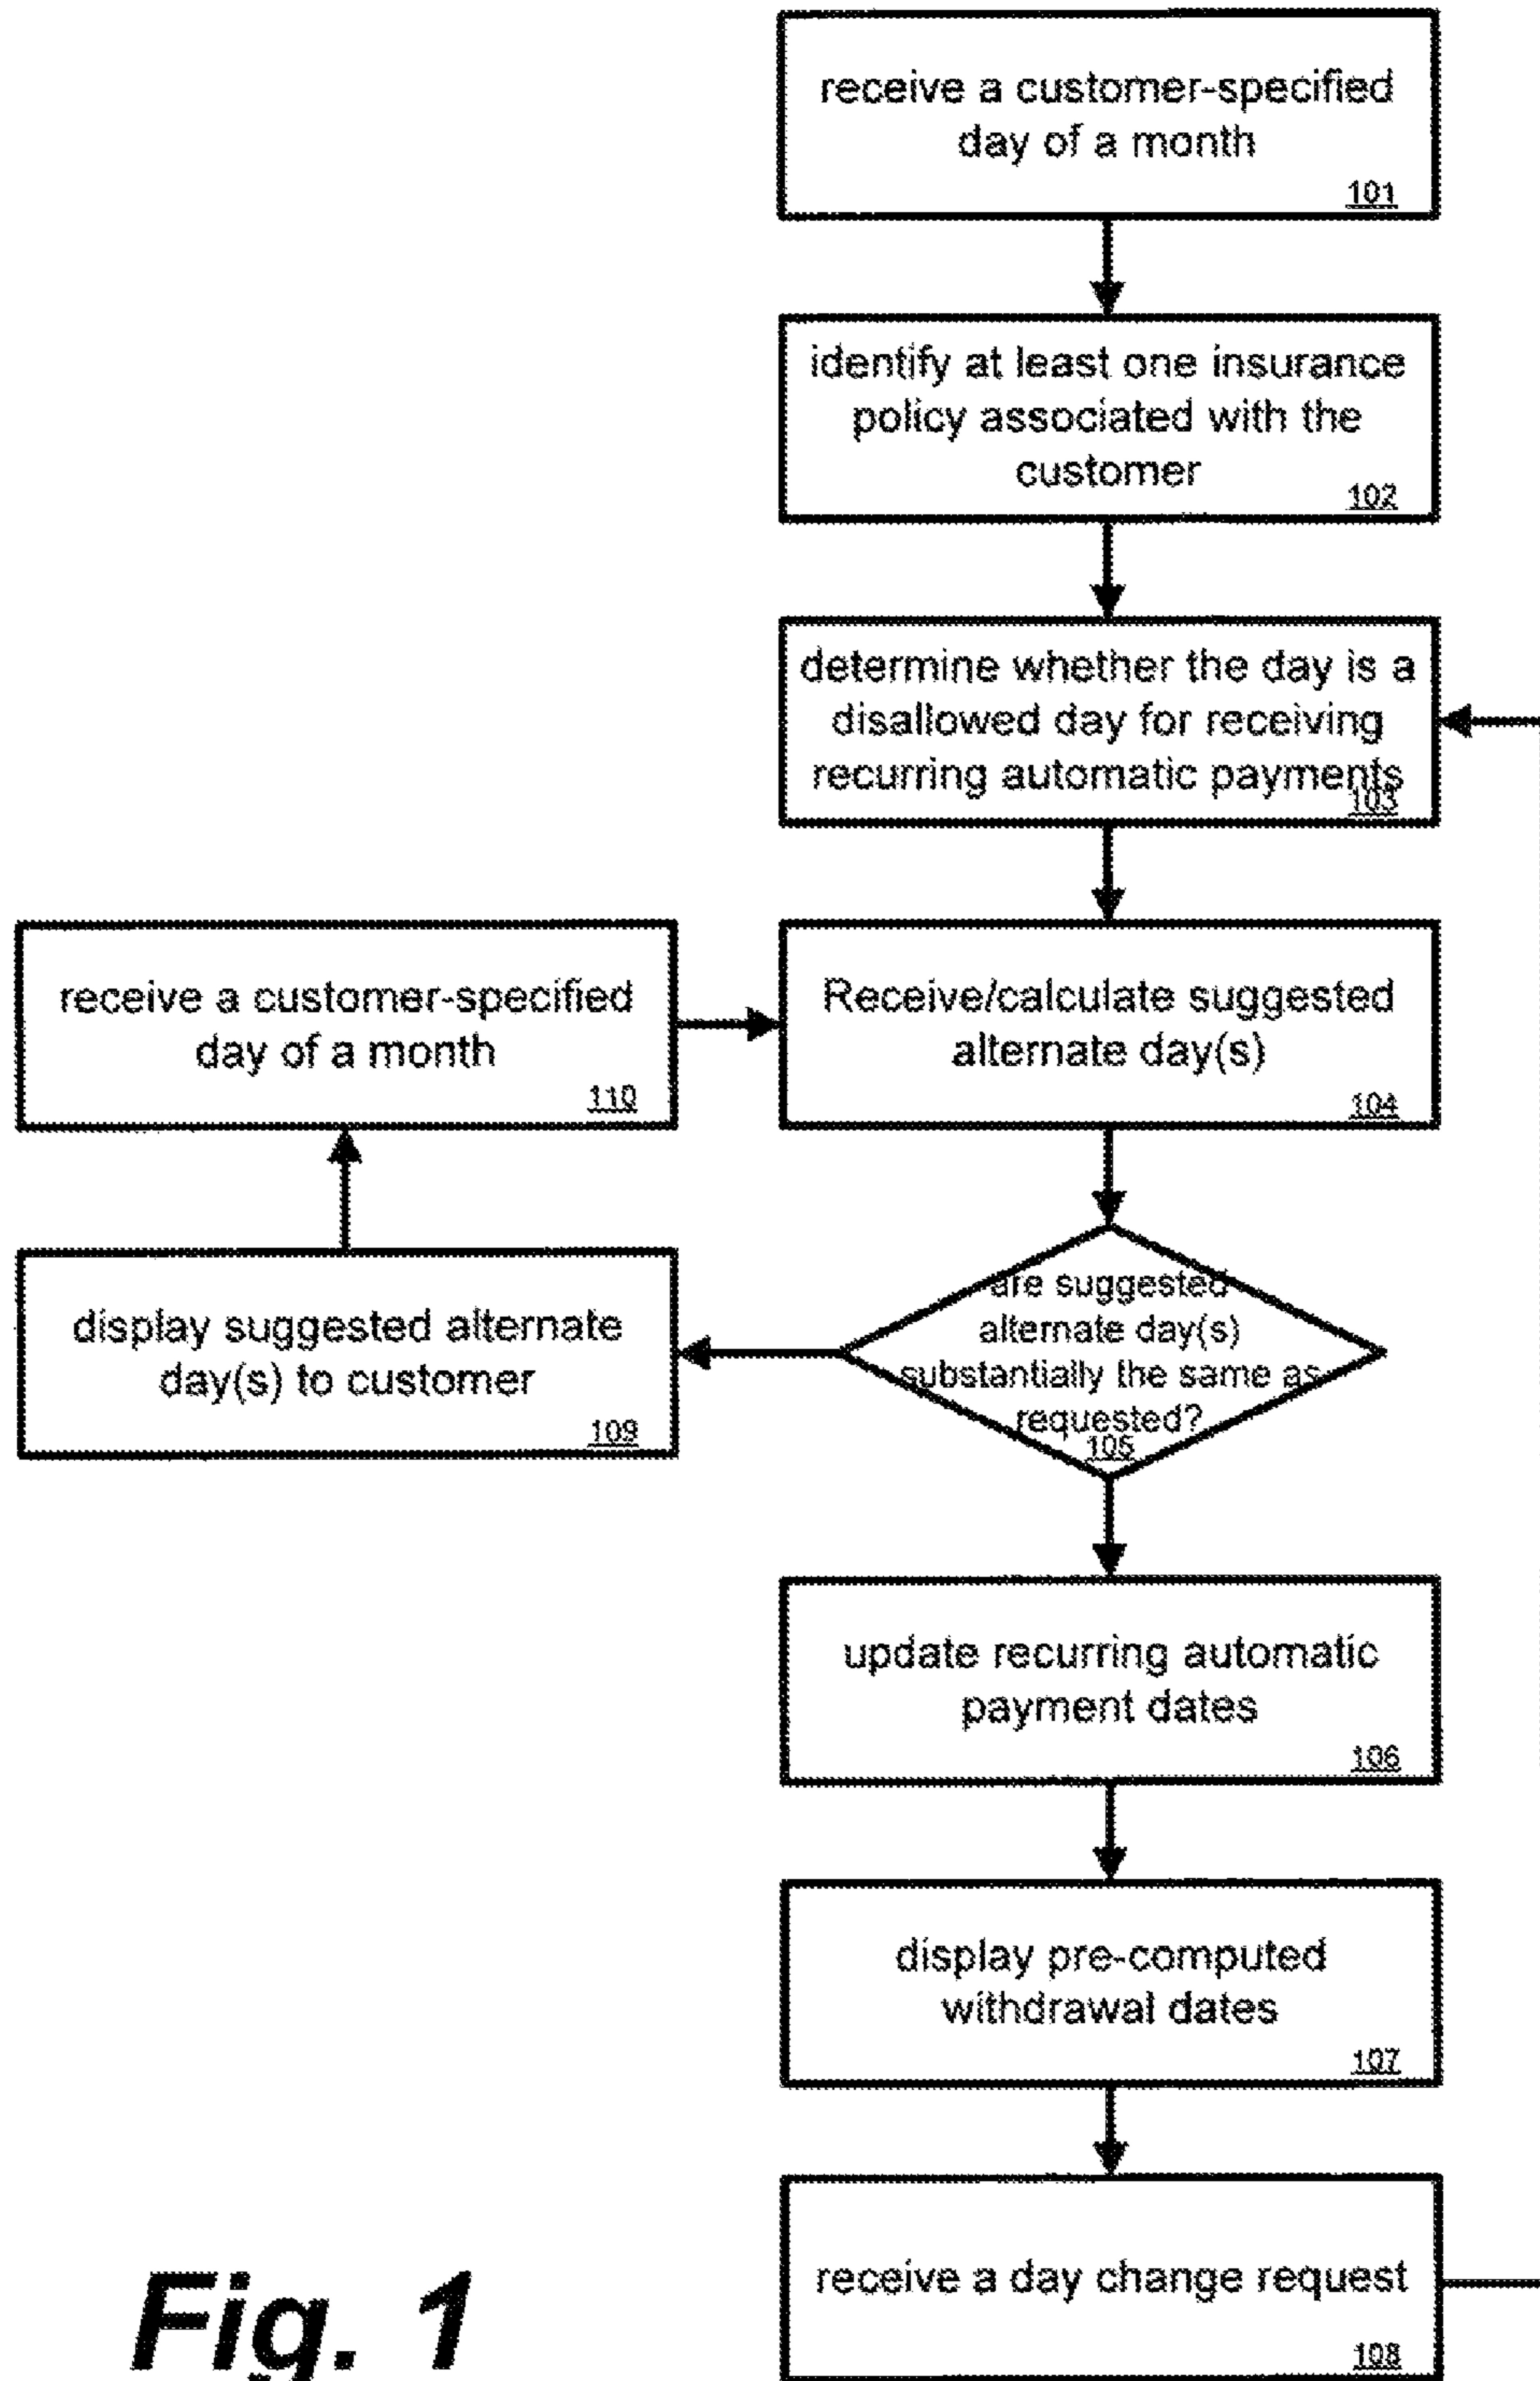 receive a customer-specified
day of a month
101
identify at least one insurance
policy associated with the
customer
102
determine whether the day is a
disallowed day for receiving
recurring automatic payments
103
receive a customer-specified
day of a month
110
Receive/calculate suggested
alternate day(s)
104
display suggested alternate
day(s) to customer
109
are suggested
alternate day(s)
substantially the same as
requested?
105
update recurring automatic
payment dates
106
display pre-computed
withdrawal dates
107
receive a day change request
108
Fig. 1